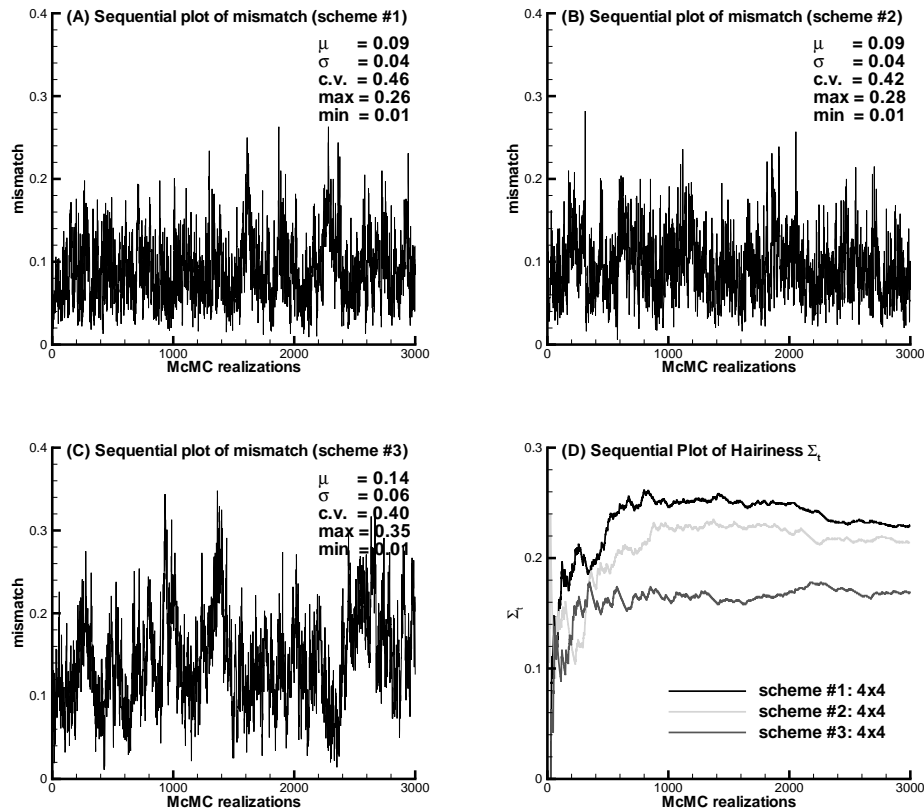 (A) Sequential plot of mismatch (scheme #1)
μ = 0.09
σ = 0.04
c.v. = 0.46
max = 0.26
min = 0.01
mismatch
0.4
0.3
0.2
0.1
0
0 1000 2000 3000
McMC realizations
(B) Sequential plot of mismatch (scheme #2)
μ = 0.09
σ = 0.04
c.v. = 0.42
max = 0.28
min = 0.01
mismatch
0.4
0.3
0.2
0.1
0
0 1000 2000 3000
McMC realizations
(C) Sequential plot of mismatch (scheme #3)
μ = 0.14
σ = 0.06
c.v. = 0.40
max = 0.35
min = 0.01
mismatch
0.4
0.3
0.2
0.1
0
0 1000 2000 3000
McMC realizations
(D) Sequential Plot of Hairiness Σt
Σt
0.3
0.2
0.1
0
scheme #1: 4x4
scheme #2: 4x4
scheme #3: 4x4
0 1000 2000 3000
McMC realizations